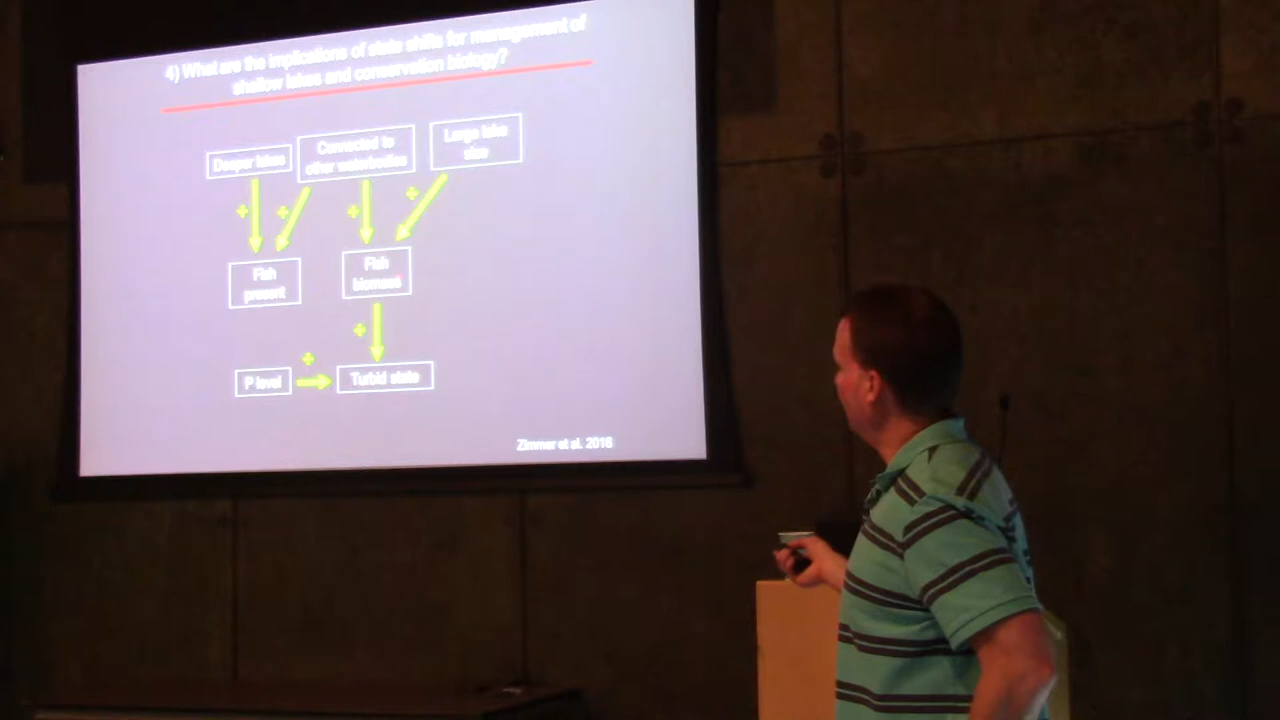 4) What are the implications of state shifts for management of
shallow lakes and conservation biology?
Deeper lakes
Connected to
other waterbodies
Large lake
size
+
+
+
+
Fish
present
Fish
biomass
+
+
P level
Turbid state
Zimmer et al. 2016